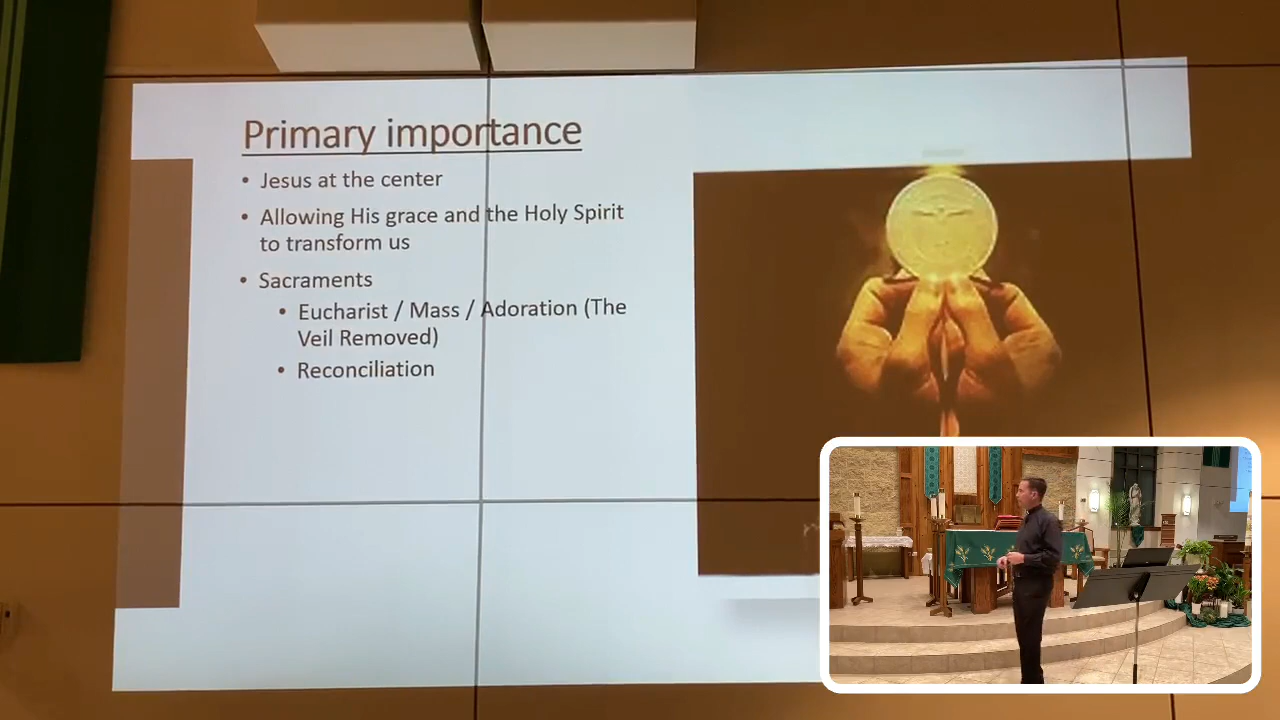 Primary importance
• Jesus at the center
• Allowing His grace and the Holy Spirit
to transform us
• Sacraments
• Eucharist / Mass / Adoration (The
Veil Removed)
• Reconciliation